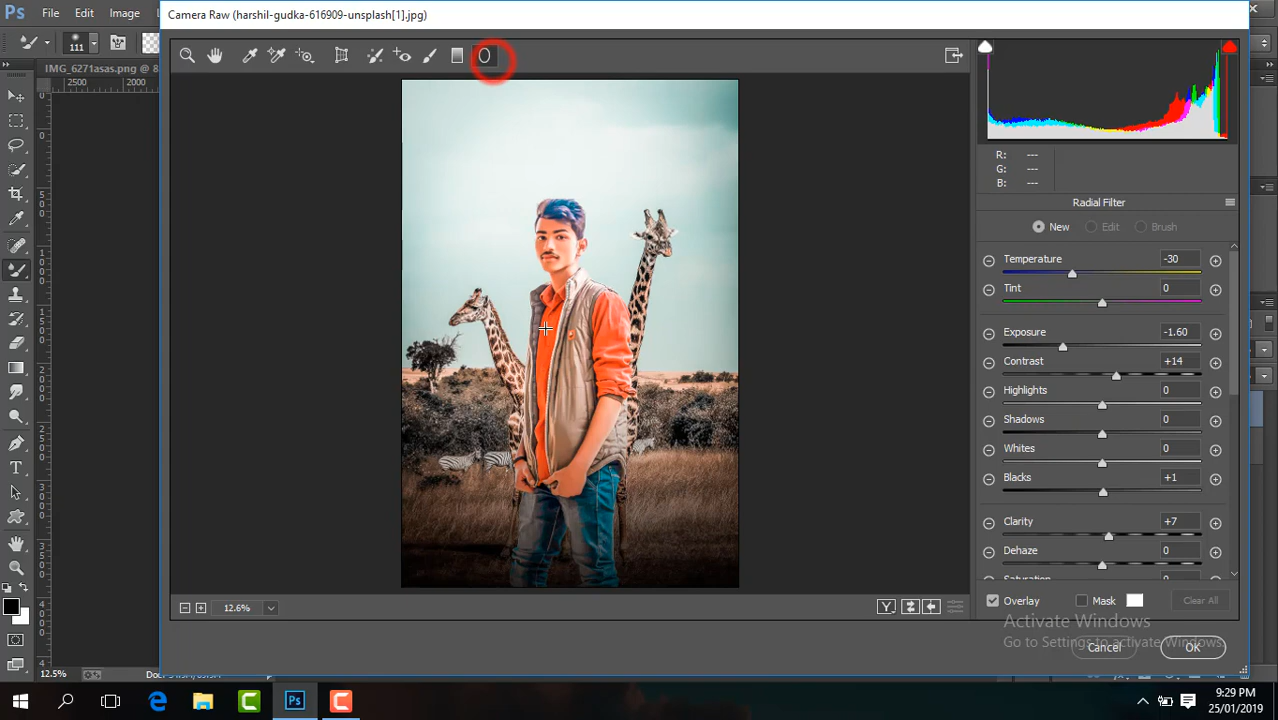 Ps File Edit
Camera Raw (harshil-gudka-616909-unsplash[1].jpg)
111
IMG_6271asas.png @ 8
2500 2000
R: ---
G: ---
B: ---
Radial Filter
New Edit Brush
Temperature -30
Tint 0
Exposure -1.60
Contrast +14
Highlights 0
Shadows 0
Whites 0
Blacks +1
Clarity +7
Dehaze 0
Saturation
Overlay Mask Clear All
12.6%
Y
Activate Windows
Go to Settings to activate Windows.
Cancel OK
12.5%
Ps
9:29 PM
25/01/2019